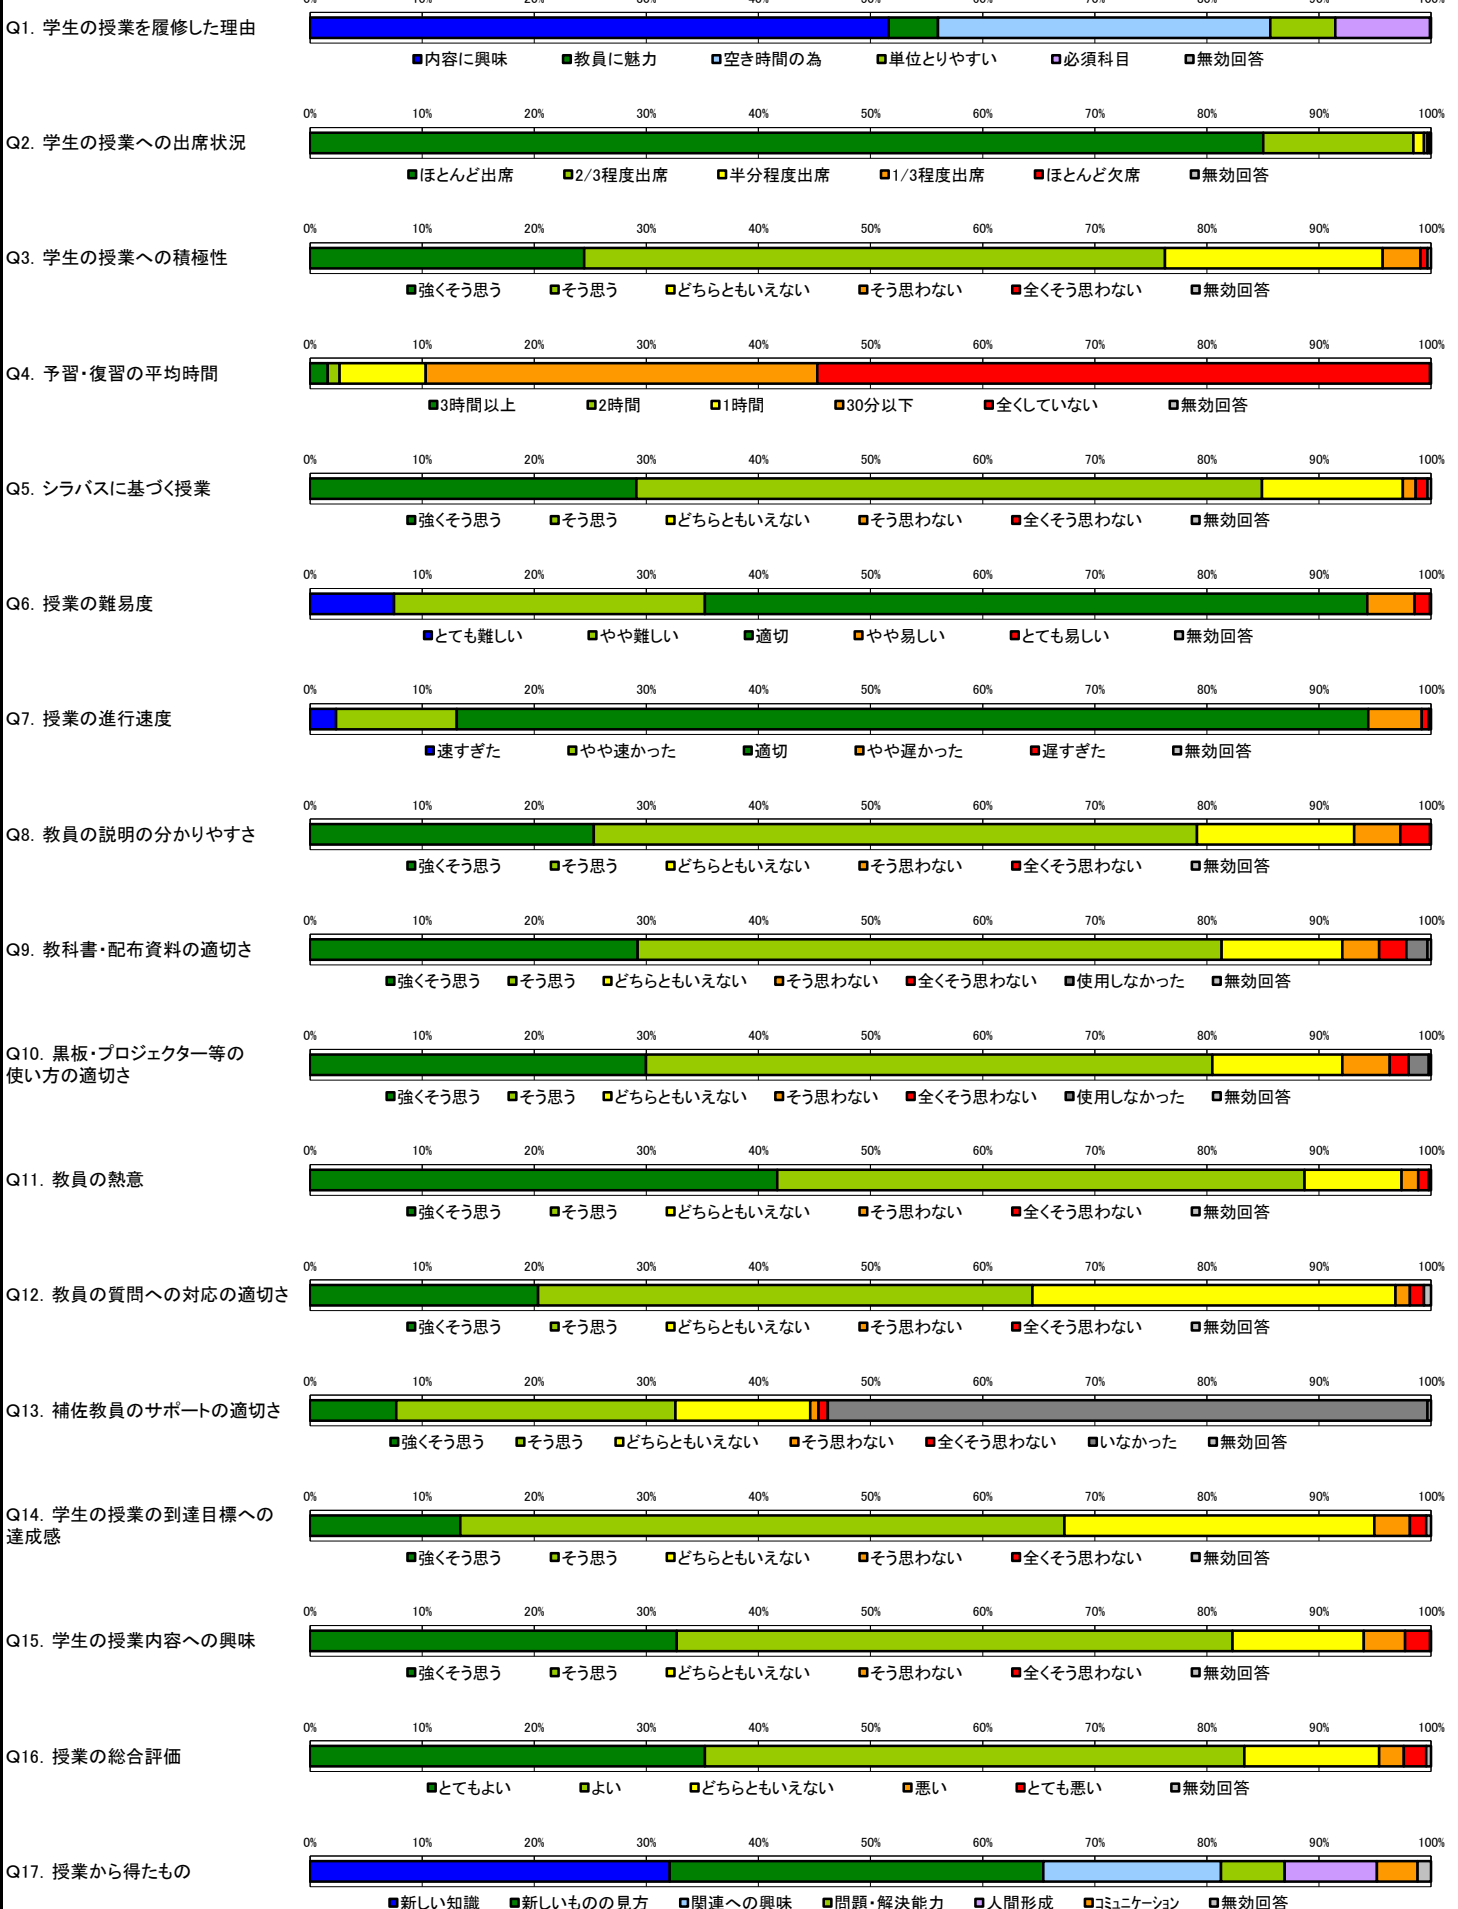 0% 10% 20% 30% 40% 50% 60% 70% 80% 90% 100%
Q1. 学生の授業を履修した理由
内容に興味 教員に魅力 空き時間の為 単位とりやすい 必須科目 無効回答
0% 10% 20% 30% 40% 50% 60% 70% 80% 90% 100%
Q2. 学生の授業への出席状況
ほとんど出席 2/3程度出席 半分程度出席 1/3程度出席 ほとんど欠席 無効回答
0% 10% 20% 30% 40% 50% 60% 70% 80% 90% 100%
Q3. 学生の授業への積極性
強くそう思う そう思う どちらともいえない そう思わない 全くそう思わない 無効回答
0% 10% 20% 30% 40% 50% 60% 70% 80% 90% 100%
Q4. 予習・復習の平均時間
3時間以上 2時間 1時間 30分以下 全くしていない 無効回答
0% 10% 20% 30% 40% 50% 60% 70% 80% 90% 100%
Q5. シラバスに基づく授業
強くそう思う そう思う どちらともいえない そう思わない 全くそう思わない 無効回答
0% 10% 20% 30% 40% 50% 60% 70% 80% 90% 100%
Q6. 授業の難易度
とても難しい やや難しい 適切 やや易しい とても易しい 無効回答
0% 10% 20% 30% 40% 50% 60% 70% 80% 90% 100%
Q7. 授業の進行速度
速すぎた やや速かった 適切 やや遅かった 遅すぎた 無効回答
0% 10% 20% 30% 40% 50% 60% 70% 80% 90% 100%
Q8. 教員の説明の分かりやすさ
強くそう思う そう思う どちらともいえない そう思わない 全くそう思わない 無効回答
0% 10% 20% 30% 40% 50% 60% 70% 80% 90% 100%
Q9. 教科書・配布資料の適切さ
強くそう思う そう思う どちらともいえない そう思わない 全くそう思わない 使用しなかった 無効回答
0% 10% 20% 30% 40% 50% 60% 70% 80% 90% 100%
Q10. 黒板・プロジェクター等の
使い方の適切さ
強くそう思う そう思う どちらともいえない そう思わない 全くそう思わない 使用しなかった 無効回答
0% 10% 20% 30% 40% 50% 60% 70% 80% 90% 100%
Q11. 教員の熱意
強くそう思う そう思う どちらともいえない そう思わない 全くそう思わない 無効回答
0% 10% 20% 30% 40% 50% 60% 70% 80% 90% 100%
Q12. 教員の質問への対応の適切さ
強くそう思う そう思う どちらともいえない そう思わない 全くそう思わない 無効回答
0% 10% 20% 30% 40% 50% 60% 70% 80% 90% 100%
Q13. 補佐教員のサポートの適切さ
強くそう思う そう思う どちらともいえない そう思わない 全くそう思わない いなかった 無効回答
0% 10% 20% 30% 40% 50% 60% 70% 80% 90% 100%
Q14. 学生の授業の到達目標への
達成感
強くそう思う そう思う どちらともいえない そう思わない 全くそう思わない 無効回答
0% 10% 20% 30% 40% 50% 60% 70% 80% 90% 100%
Q15. 学生の授業内容への興味
強くそう思う そう思う どちらともいえない そう思わない 全くそう思わない 無効回答
0% 10% 20% 30% 40% 50% 60% 70% 80% 90% 100%
Q16. 授業の総合評価
とてもよい よい どちらともいえない 悪い とても悪い 無効回答
0% 10% 20% 30% 40% 50% 60% 70% 80% 90% 100%
Q17. 授業から得たもの
新しい知識 新しいものの見方 関連への興味 問題・解決能力 人間形成 ｺﾐｭﾆｹｰｼｮﾝ 無効回答